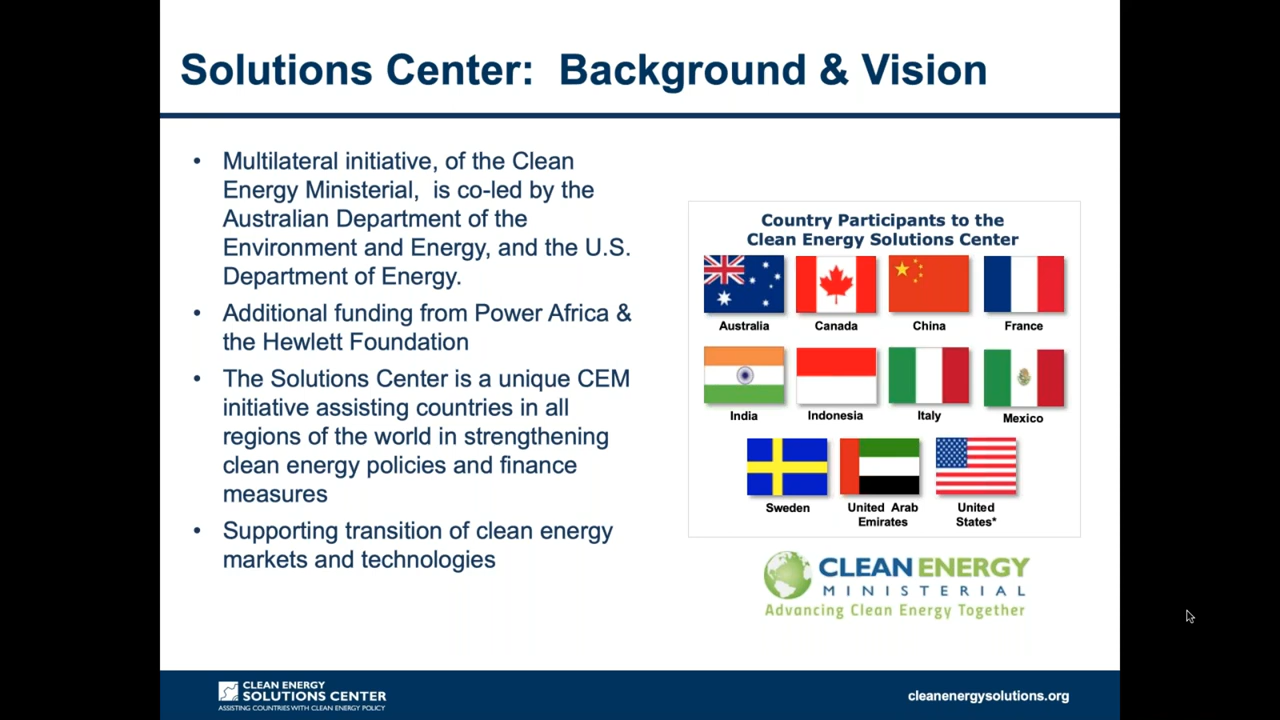 Solutions Center:  Background & Vision
• Multilateral initiative, of the Clean
Energy Ministerial,  is co-led by the
Australian Department of the
Environment and Energy, and the U.S.
Department of Energy.
• Additional funding from Power Africa &
the Hewlett Foundation
• The Solutions Center is a unique CEM
initiative assisting countries in all
regions of the world in strengthening
clean energy policies and finance
measures
• Supporting transition of clean energy
markets and technologies
Country Participants to the
Clean Energy Solutions Center
Australia
Canada
China
France
India
Indonesia
Italy
Mexico
Sweden
United Arab
Emirates
United
States*
CLEAN ENERGY
MINISTERIAL
Advancing Clean Energy Together
CLEAN ENERGY
SOLUTIONS CENTER
ASSISTING COUNTRIES WITH CLEAN ENERGY POLICY
cleanenergysolutions.org